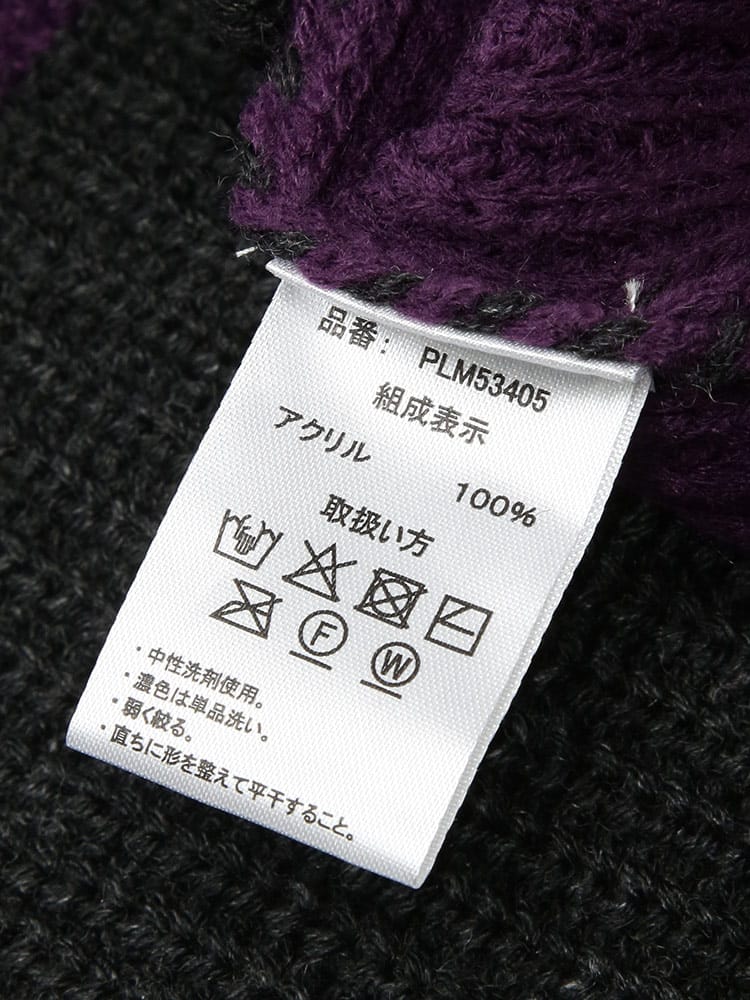 品番： PLM53405
組成表示
アクリル 100%
取扱い方
F W
・中性洗剤使用。
・濃色は単品洗い。
・弱く絞る。
・直ちに形を整えて平干すること。